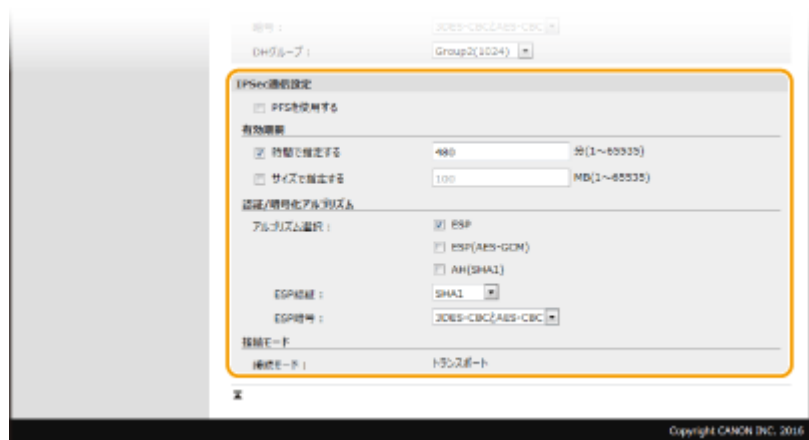 暗号： 3DES-CBCとAES-CBC
DHグループ： Group2(1024)
IPSec通信設定
PFSを使用する
有効期間
時間で指定する 480 分(1～65535)
サイズで指定する 100 MB(1～65535)
認証/暗号化アルゴリズム
アルゴリズム選択： ESP
ESP(AES-GCM)
AH(SHA1)
ESP認証： SHA1
ESP暗号： 3DES-CBCとAES-CBC
接続モード
接続モード： トランスポート
Copyright CANON INC. 2016